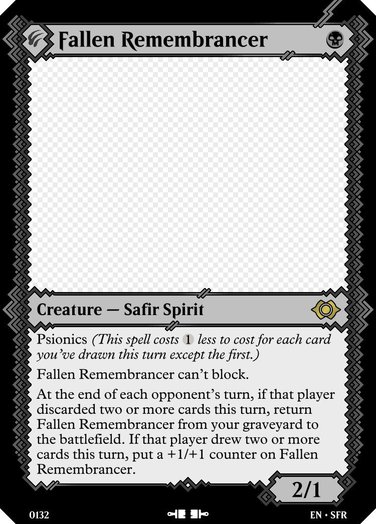 Fallen Remembrancer
Creature — Safir Spirit
Psionics (This spell costs 1 less to cost for each card
you've drawn this turn except the first.)
Fallen Remembrancer can't block.
At the end of each opponent's turn, if that player
discarded two or more cards this turn, return
Fallen Remembrancer from your graveyard to
the battlefield. If that player drew two or more
cards this turn, put a +1/+1 counter on Fallen
Remembrancer.
2/1
0132
EN • SFR